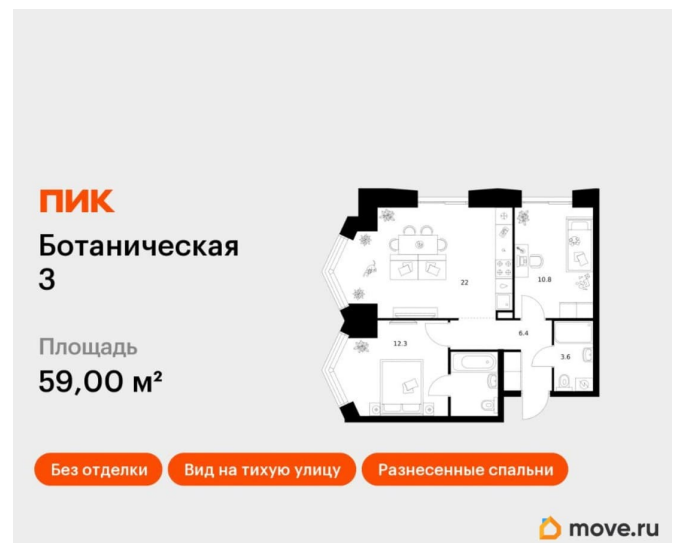 ПИК
Ботаническая
3
Площадь
59,00 м²
22
10.8
6.4
12.3
3.6
Без отделки
Вид на тихую улицу
Разнесенные спальни
move.ru